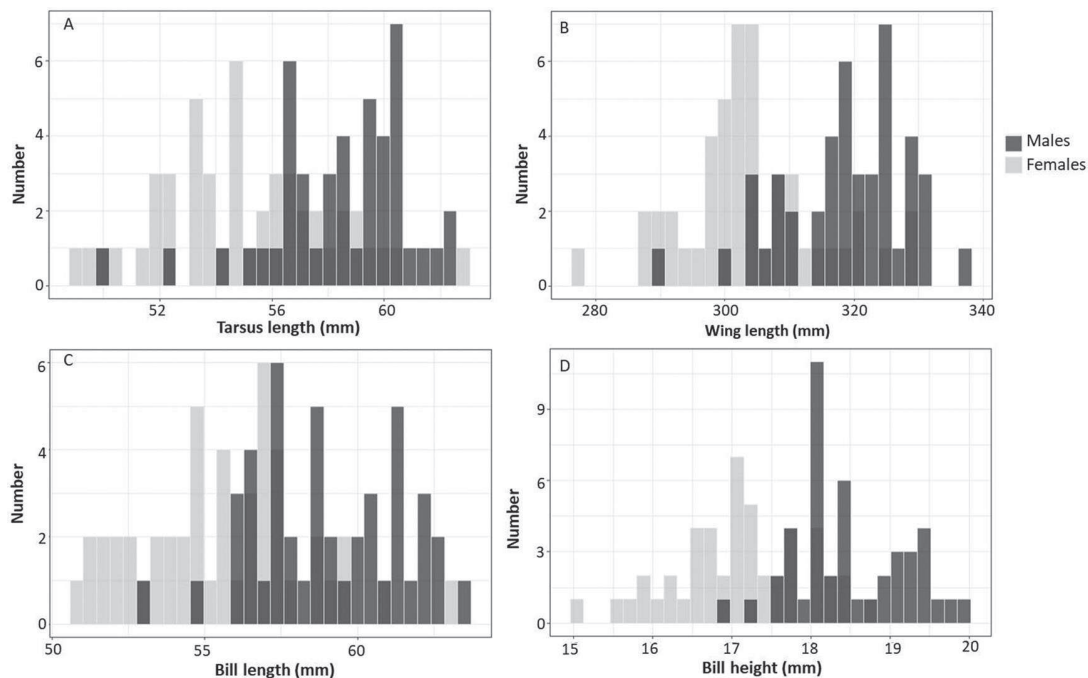 A
Number
6
4
2
0
52
56
60
Tarsus length (mm)
B
Number
6
4
2
0
280
300
320
340
Wing length (mm)
Males
Females
C
Number
6
4
2
0
50
55
60
Bill length (mm)
D
Number
9
6
3
0
15
16
17
18
19
20
Bill height (mm)